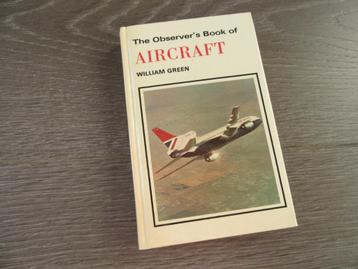 The Observer's Book of
AIRCRAFT
WILLIAM GREEN